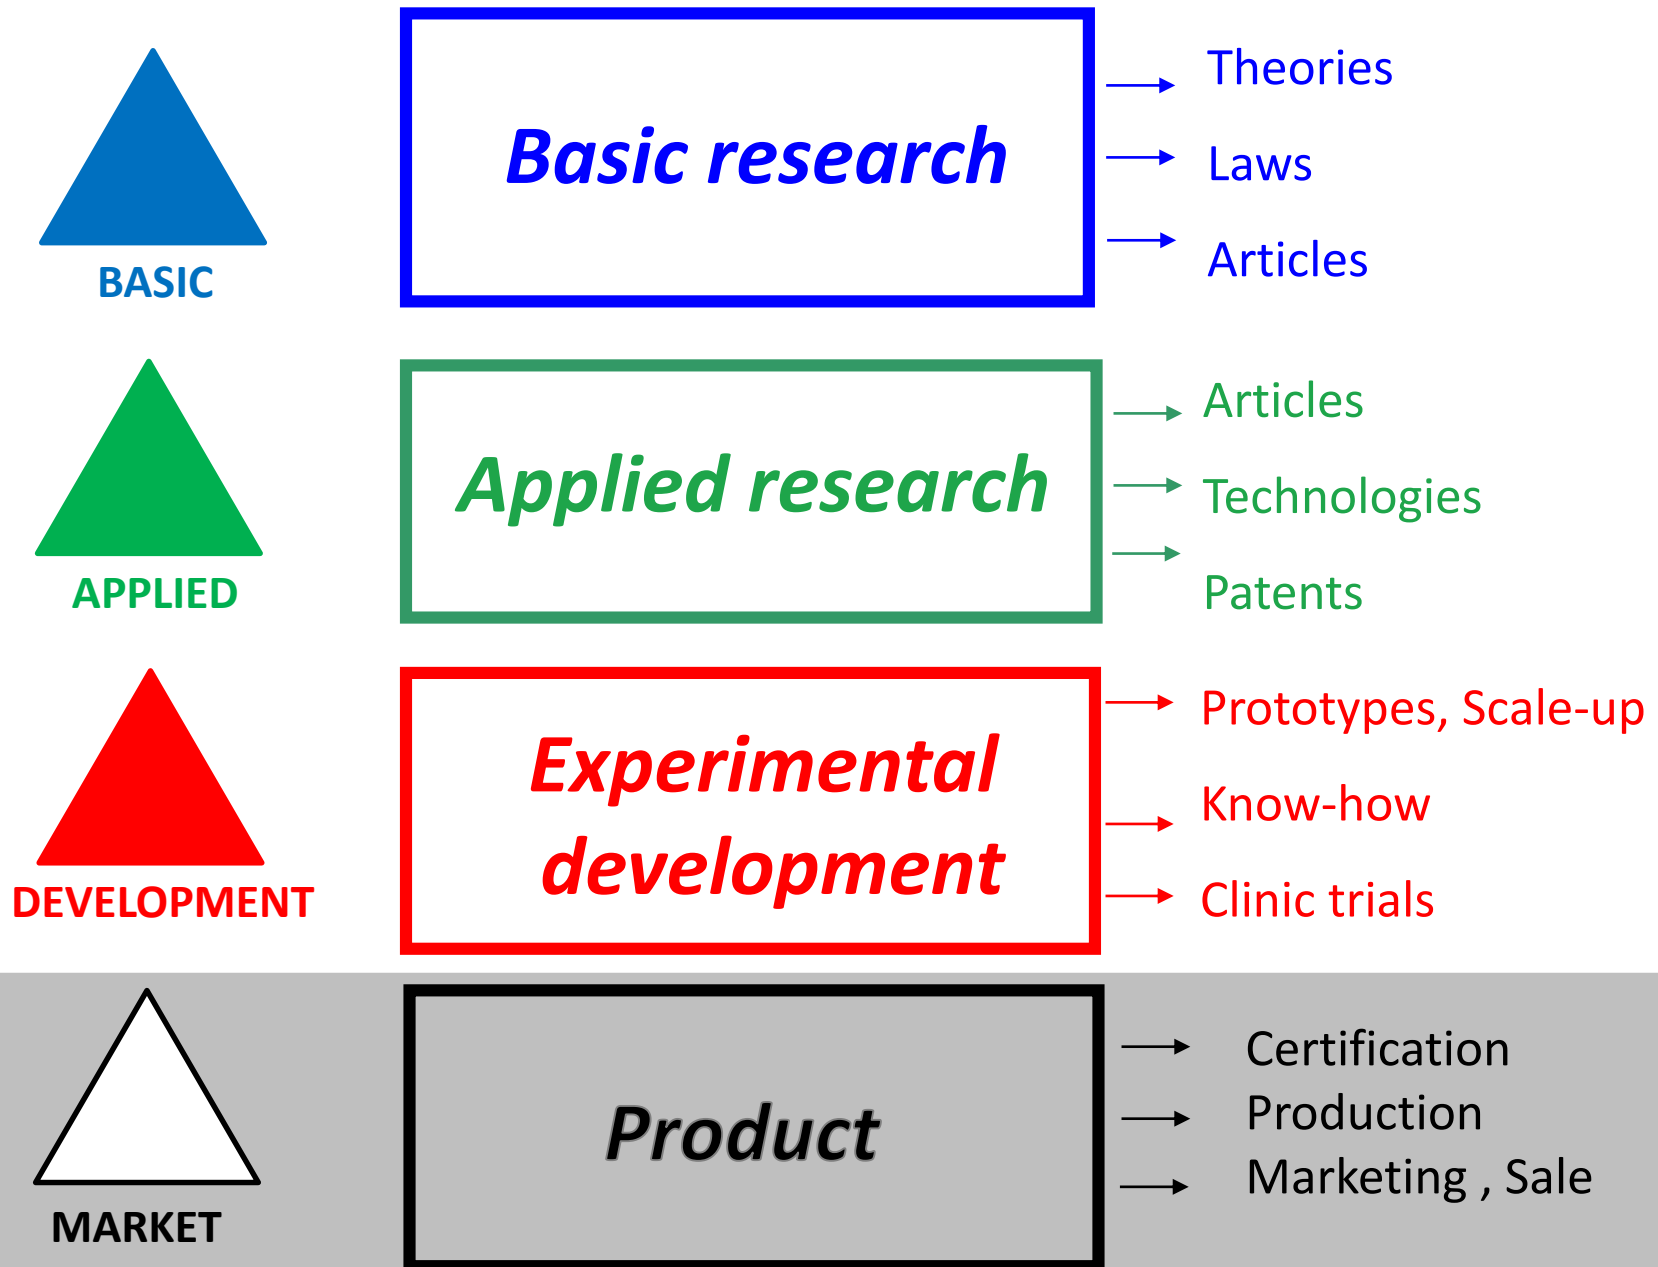 BASIC
Basic research
Theories
Laws
Articles
APPLIED
Applied research
Articles
Technologies
Patents
DEVELOPMENT
Experimental
development
Prototypes, Scale-up
Know-how
Clinic trials
MARKET
Product
Certification
Production
Marketing , Sale